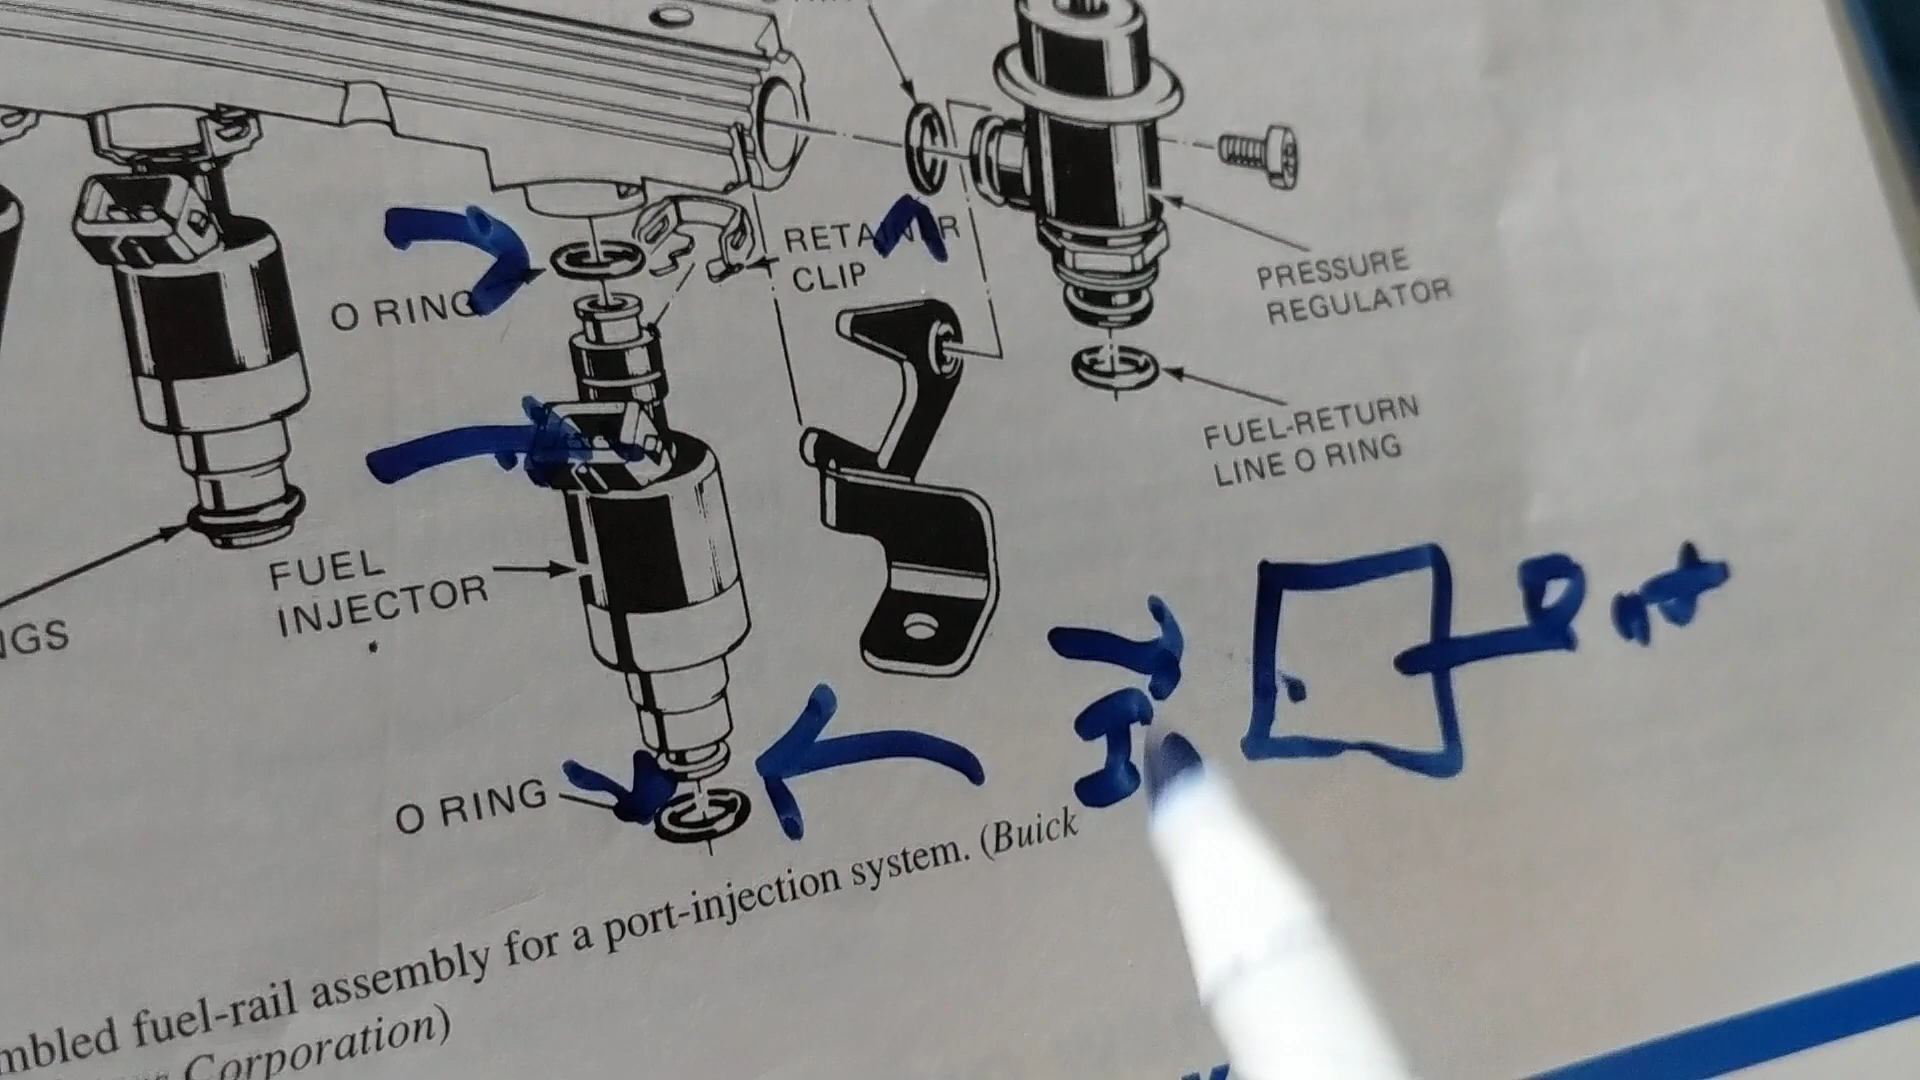 RETAINER
CLIP
O RING
PRESSURE
REGULATOR
FUEL-RETURN
LINE O RING
FUEL
INJECTOR
NGS
O RING
Out
mbled fuel-rail assembly for a port-injection system. (Buick
Corporation)